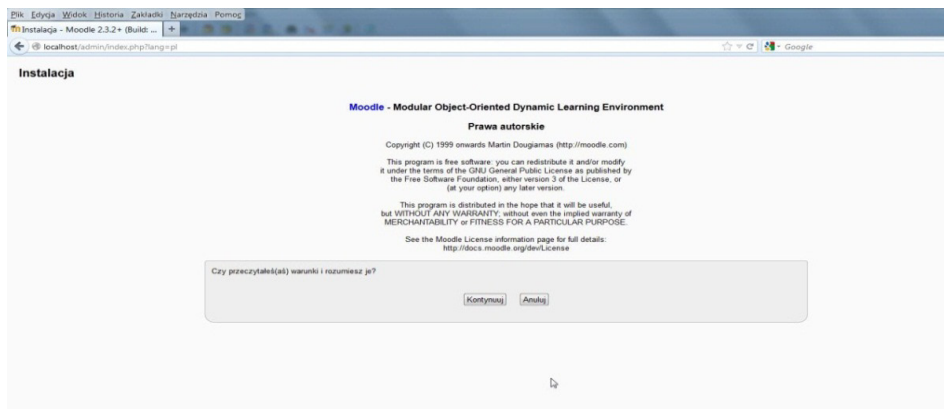 Plik Edycja Widok Historia Zakładki Narzędzia Pomoc
Instalacja - Moodle 2.3.2+ (Build: ...
localhost/admin/index.php?lang=pl
Google
Instalacja
Moodle - Modular Object-Oriented Dynamic Learning Environment
Prawa autorskie
Copyright (C) 1999 onwards Martin Dougiamas (http://moodle.com)
This program is free software: you can redistribute it and/or modify
it under the terms of the GNU General Public License as published by
the Free Software Foundation, either version 3 of the License, or
(at your option) any later version.
This program is distributed in the hope that it will be useful,
but WITHOUT ANY WARRANTY; without even the implied warranty of
MERCHANTABILITY or FITNESS FOR A PARTICULAR PURPOSE.
See the Moodle License information page for full details:
http://docs.moodle.org/dev/License
Czy przeczytałeś(aś) warunki i rozumiesz je?
Kontynuuj Anuluj